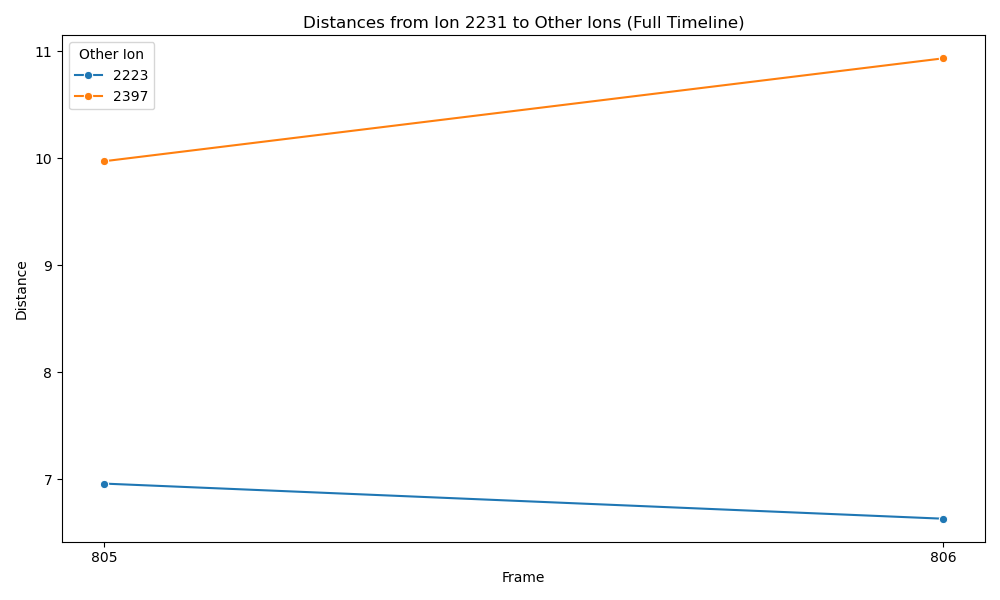 Distances from Ion 2231 to Other Ions (Full Timeline)
Other Ion
2223
2397
11
10
9
8
7
Distance
805
806
Frame